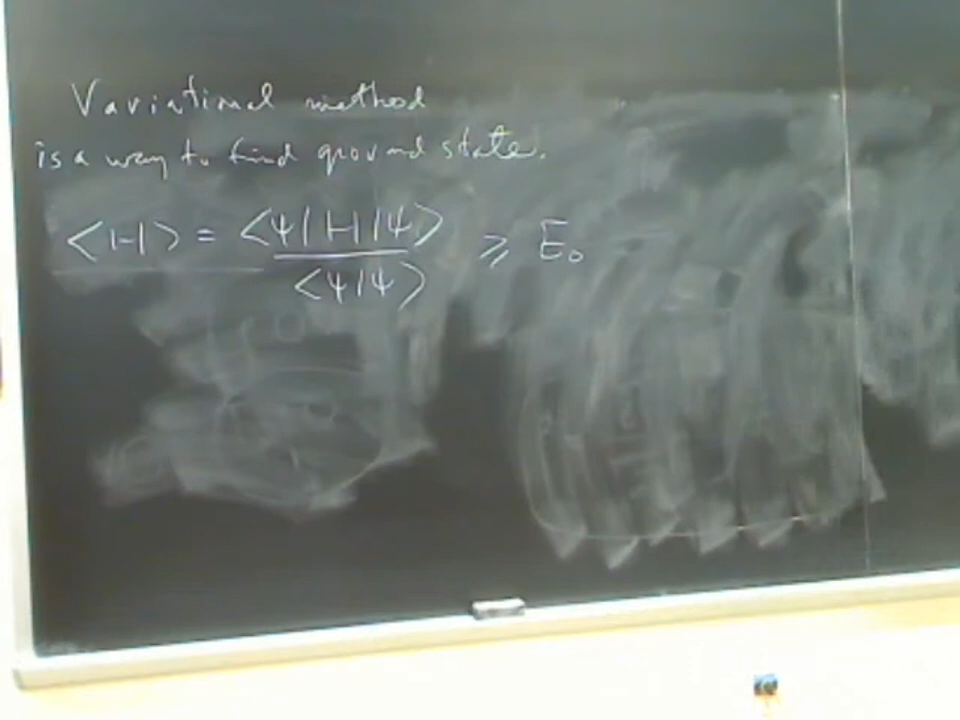 Variational method
is a way to find ground state.
<H> = <ψ|H|ψ> / <ψ|ψ> ⩾ E₀